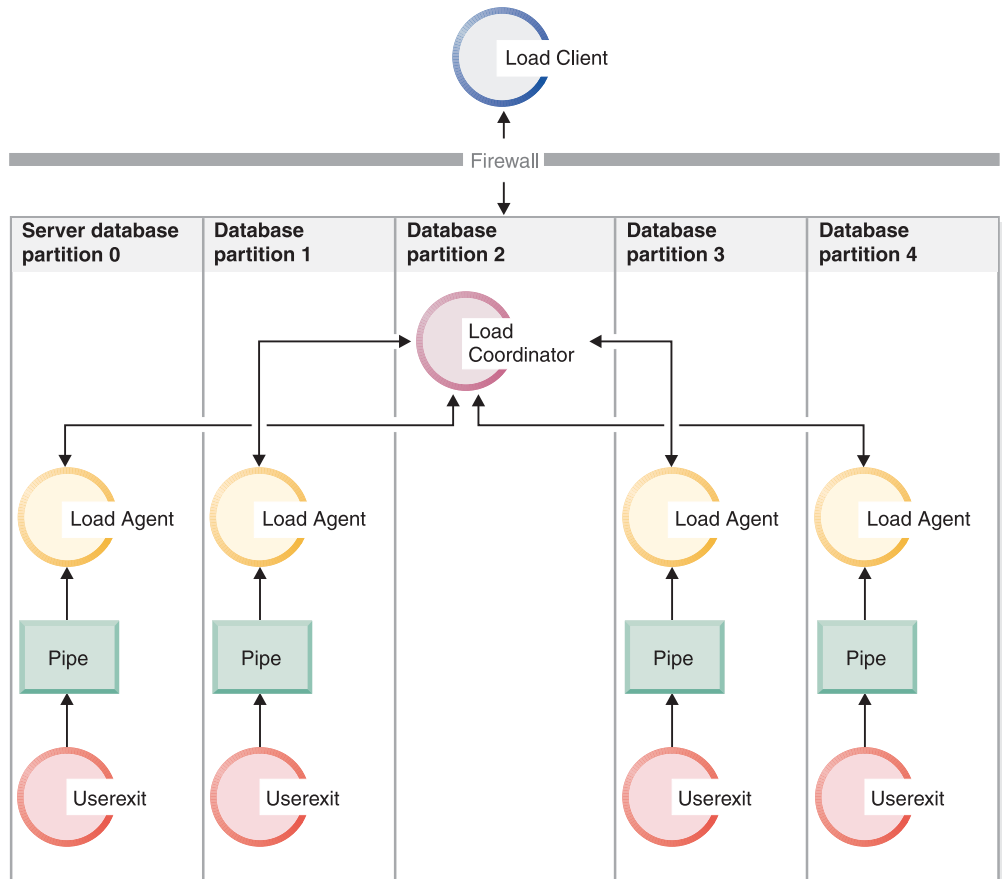 Load Client
Firewall
Server database
partition 0
Database
partition 1
Database
partition 2
Database
partition 3
Database
partition 4
Load
Coordinator
Load Agent
Load Agent
Load Agent
Load Agent
Pipe
Pipe
Pipe
Pipe
Userexit
Userexit
Userexit
Userexit